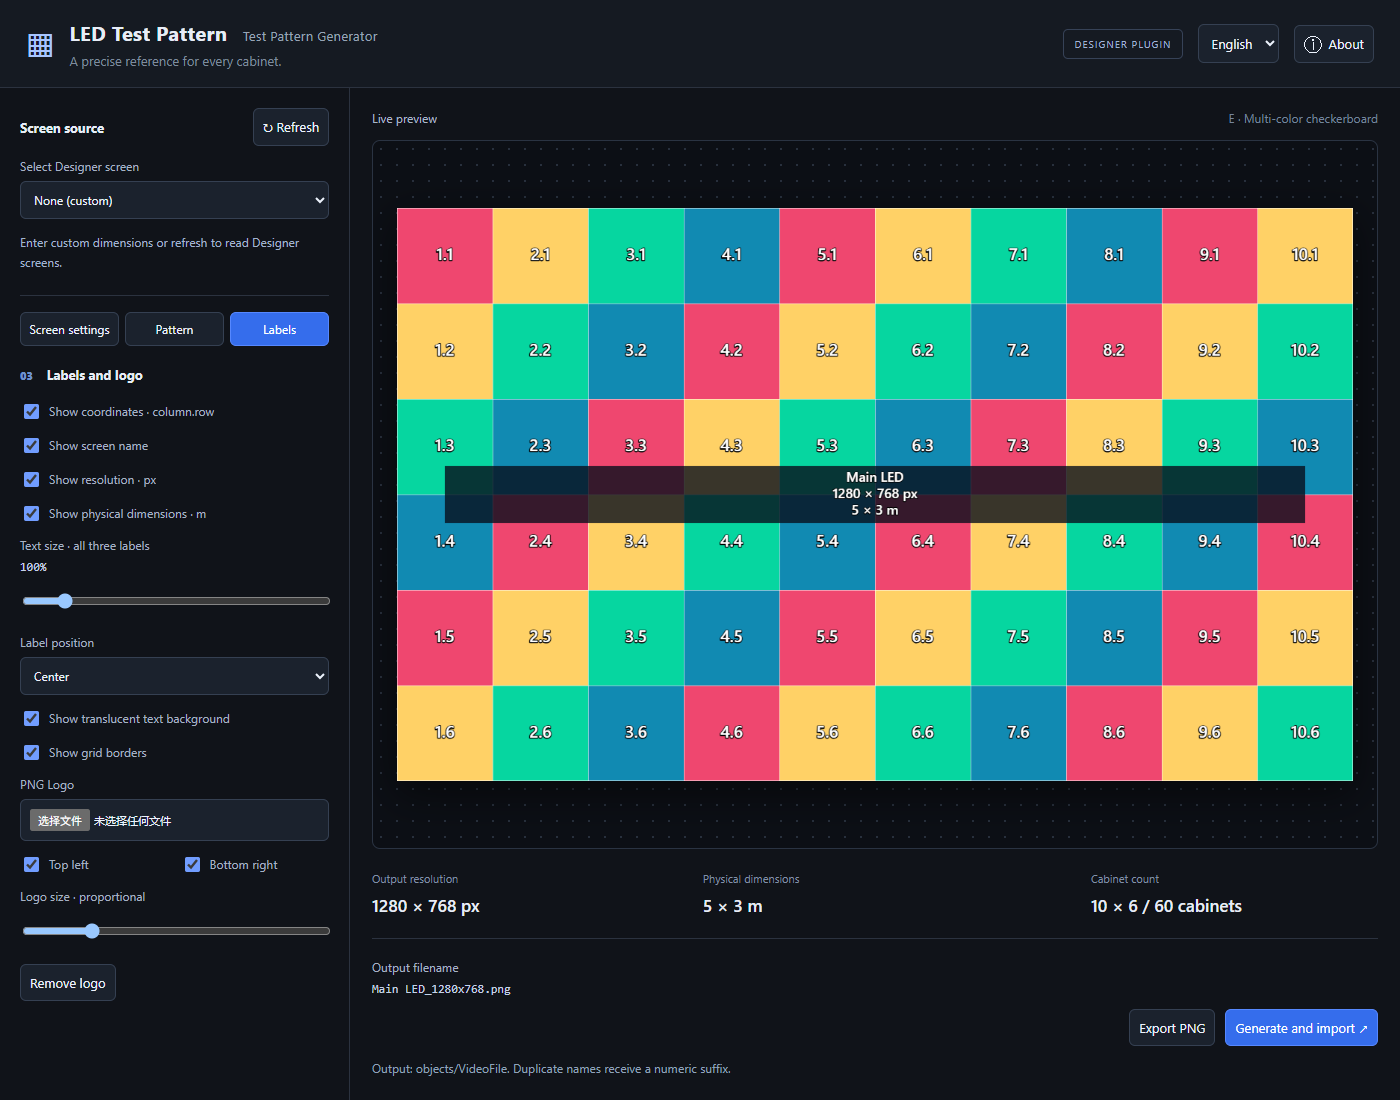 LED Test Pattern
Test Pattern Generator
A precise reference for every cabinet.
DESIGNER PLUGIN
English
About
Screen source
↻ Refresh
Select Designer screen
None (custom)
Enter custom dimensions or refresh to read Designer
screens.
Screen settings
Pattern
Labels
03 Labels and logo
Show coordinates · column.row
Show screen name
Show resolution · px
Show physical dimensions · m
Text size · all three labels
100%
Label position
Center
Show translucent text background
Show grid borders
PNG Logo
选择文件 未选择任何文件
Top left
Bottom right
Logo size · proportional
Remove logo
Live preview
E · Multi-color checkerboard
1.1 2.1 3.1 4.1 5.1 6.1 7.1 8.1 9.1 10.1
1.2 2.2 3.2 4.2 5.2 6.2 7.2 8.2 9.2 10.2
1.3 2.3 3.3 4.3 5.3 6.3 7.3 8.3 9.3 10.3
Main LED
1280 × 768 px
5 × 3 m
1.4 2.4 3.4 4.4 5.4 6.4 7.4 8.4 9.4 10.4
1.5 2.5 3.5 4.5 5.5 6.5 7.5 8.5 9.5 10.5
1.6 2.6 3.6 4.6 5.6 6.6 7.6 8.6 9.6 10.6
Output resolution
1280 × 768 px
Physical dimensions
5 × 3 m
Cabinet count
10 × 6 / 60 cabinets
Output filename
Main LED_1280x768.png
Export PNG
Generate and import ↗
Output: objects/VideoFile. Duplicate names receive a numeric suffix.